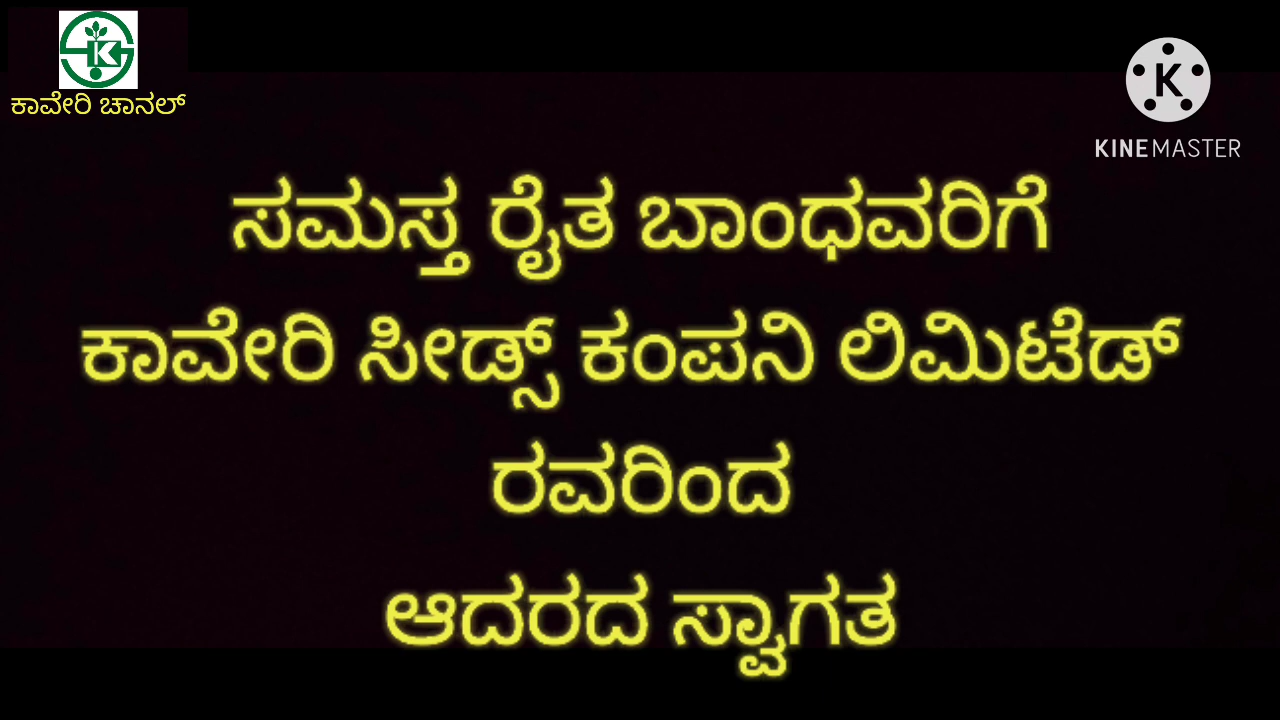 ಕಾವೇರಿ ಚಾನಲ್
K
KINEMASTER
ಸಮಸ್ತ ರೈತ ಬಾಂಧವರಿಗೆ
ಕಾವೇರಿ ಸೀಡ್ಸ್ ಕಂಪನಿ ಲಿಮಿಟೆಡ್
ರವರಿಂದ
ಆದರದ ಸ್ವಾಗತ